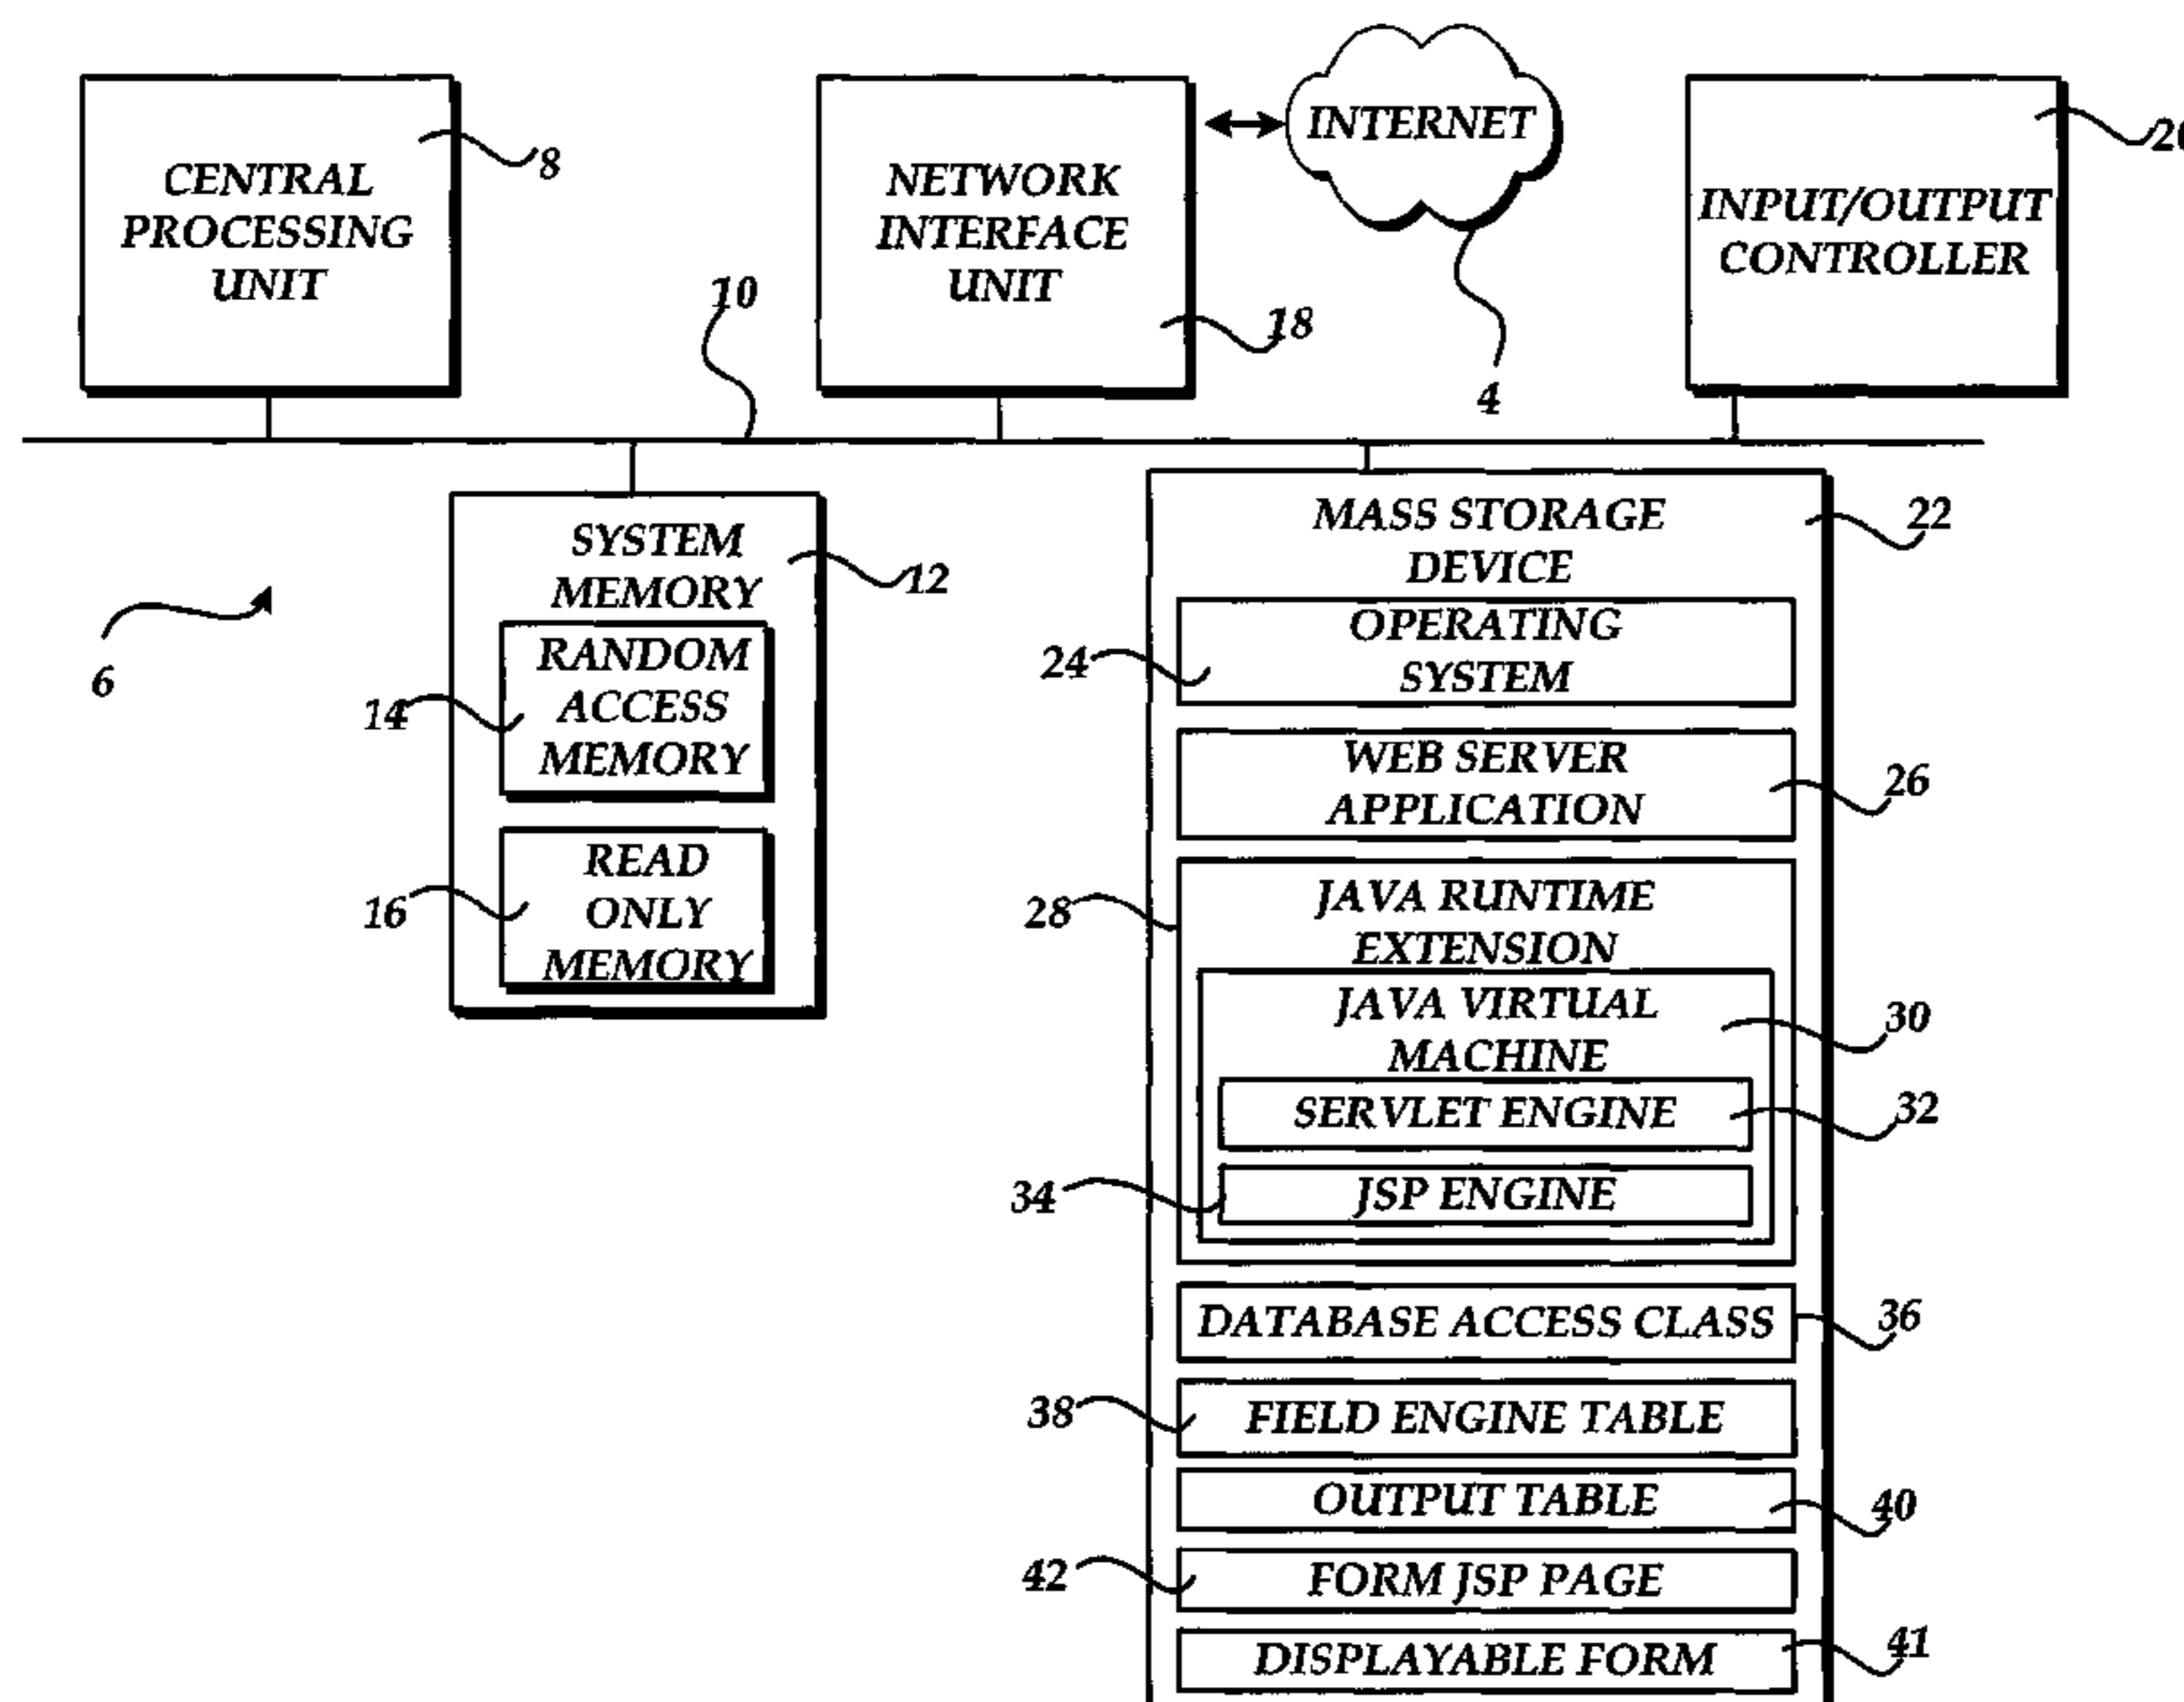 CENTRAL
PROCESSING
UNIT
8
NETWORK
INTERFACE
UNIT
18
INTERNET
4
INPUT/OUTPUT
CONTROLLER
10
SYSTEM
MEMORY
12
RANDOM
ACCESS
MEMORY
14
READ
ONLY
MEMORY
16
6
MASS STORAGE
DEVICE
22
OPERATING
SYSTEM
24
WEB SERVER
APPLICATION
26
JAVA RUNTIME
EXTENSION
28
JAVA VIRTUAL
MACHINE
30
SERVLET ENGINE
32
JSP ENGINE
34
DATABASE ACCESS CLASS
36
FIELD ENGINE TABLE
38
OUTPUT TABLE
40
FORM JSP PAGE
42
DISPLAYABLE FORM
41